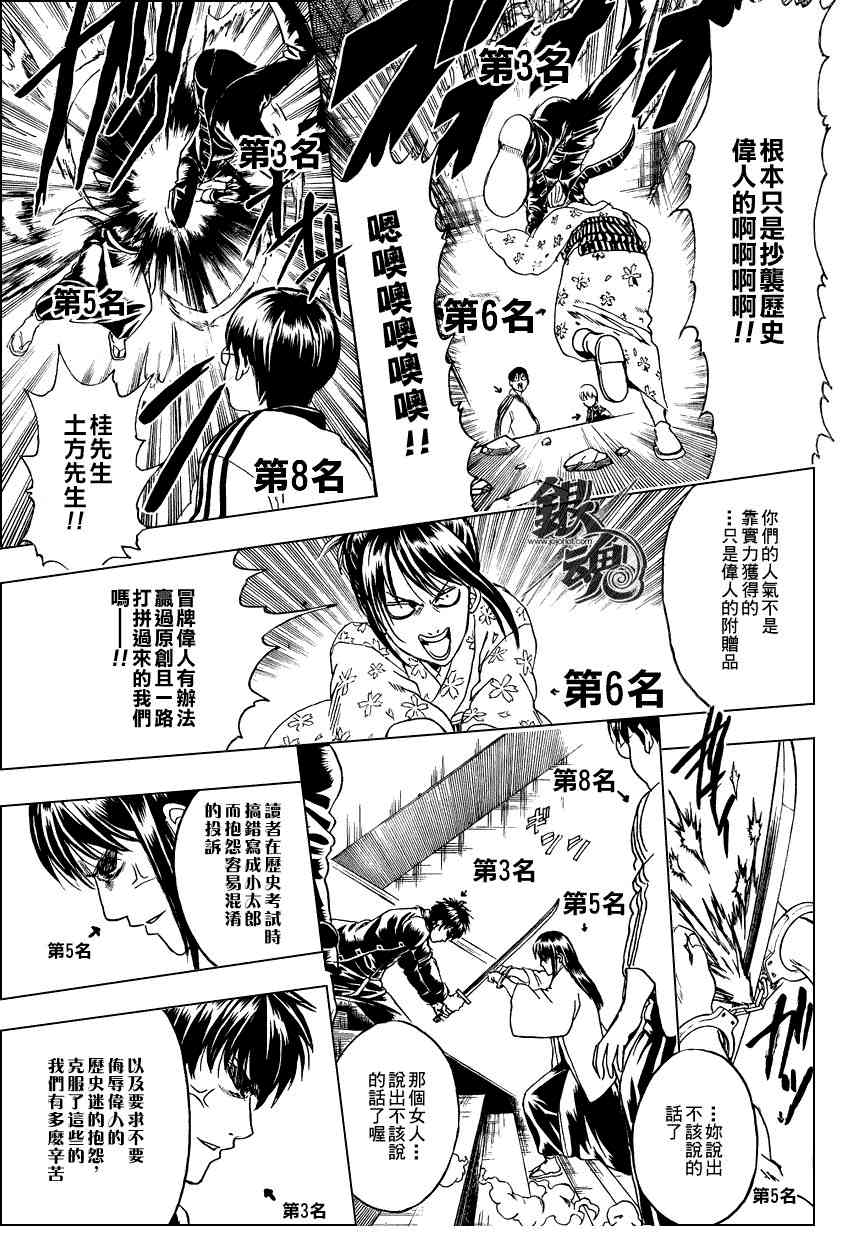 根本只是抄襲歷史
偉人的啊啊啊啊!!
第3名
第6名
嗯噢噢噢噢噢噢!!
第3名
第5名
第8名
桂先生
土方先生!!
你們的人氣不是
靠實力獲得的
…只是偉人的附贈品
銀魂
www.jojohot.com
第6名
冒牌偉人有辦法
贏過原創且一路
打拼過來的我們
嗎——!!
…妳說出
不該說的
話了
第5名
第8名
第3名
第5名
那個女人…
說出不該說
的話了喔
讀者在歷史考試時
搞錯寫成小太郎
而抱怨容易混淆
的投訴
第5名
以及要求不要
侮辱偉人的
歷史迷的抱怨,
克服了這些的
我們有多麼辛苦
第3名